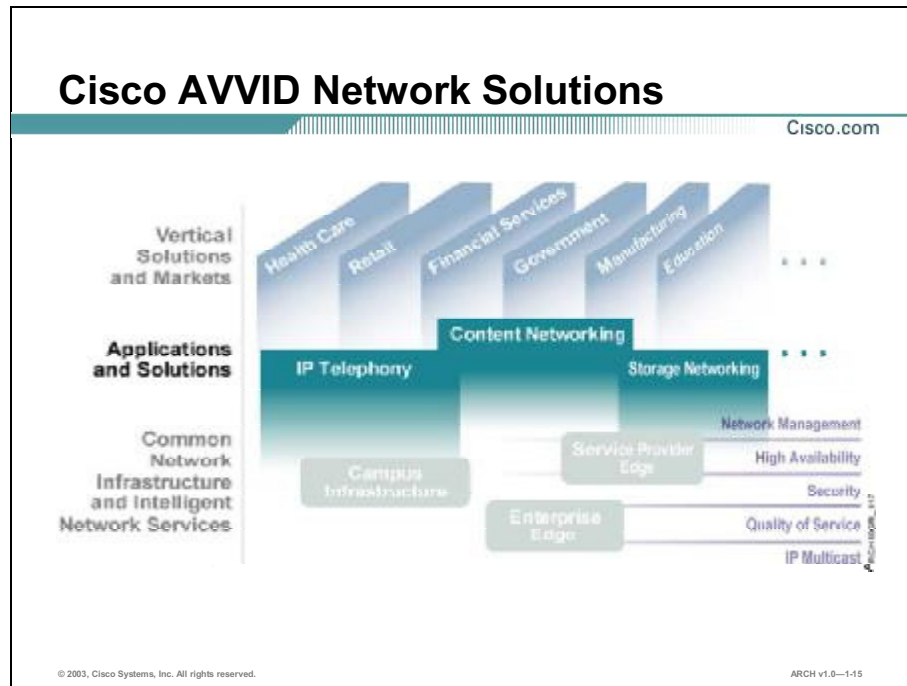 Cisco AVVID Network Solutions
Cisco.com
Vertical
Solutions
and Markets
Health Care
Retail
Financial Services
Government
Manufacturing
Education
. . .
Applications
and Solutions
IP Telephony
Content Networking
Storage Networking
. . .
Common
Network
Infrastructure
and Intelligent
Network Services
Campus
Infrastructure
Service Provider
Edge
Enterprise
Edge
Network Management
High Availability
Security
Quality of Service
IP Multicast
© 2003, Cisco Systems, Inc. All rights reserved.
ARCH v1.0—1-15